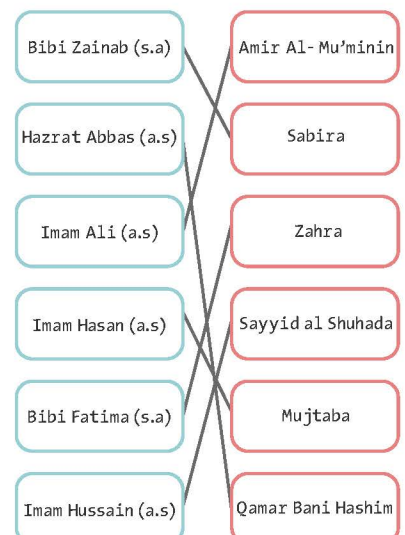 Bibi Zainab (s.a)
Amir Al- Mu’minin
Hazrat Abbas (a.s)
Sabira
Imam Ali (a.s)
Zahra
Imam Hasan (a.s)
Sayyid al Shuhada
Bibi Fatima (s.a)
Mujtaba
Imam Hussain (a.s)
Qamar Bani Hashim